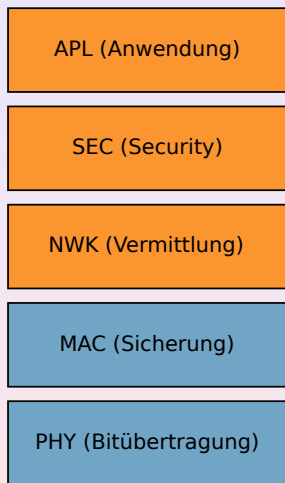 APL (Anwendung)
SEC (Security)
NWK (Vermittlung)
MAC (Sicherung)
PHY (Bitübertragung)